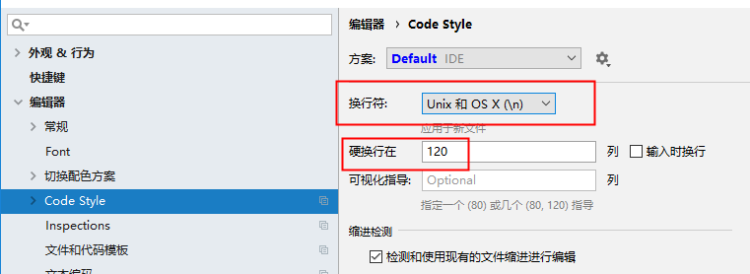 外观 & 行为
快捷键
编辑器
常规
Font
切换配色方案
Code Style
Inspections
文件和代码模板
文本编码
编辑器 › Code Style
方案: Default IDE
换行符: Unix 和 OS X (\n)
应用于新文件
硬换行在 120 列 输入时换行
可视化指导: Optional 列
指定一个 (80) 或几个 (80, 120) 指导
缩进检测
检测和使用现有的文件缩进进行编辑